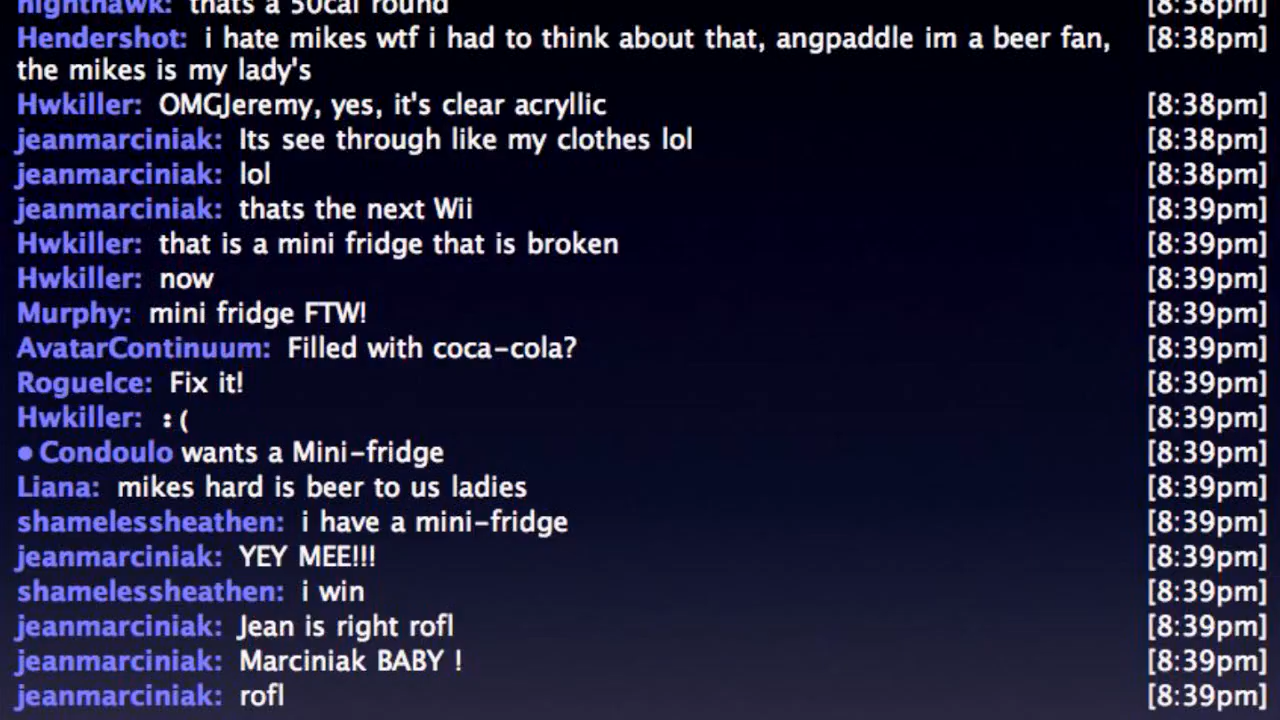 nighthawk: thats a 50cal round [8:38pm]
Hendershot: i hate mikes wtf i had to think about that, angpaddle im a beer fan, [8:38pm]
the mikes is my lady's
Hwkiller: OMGJeremy, yes, it's clear acryllic [8:38pm]
jeanmarciniak: Its see through like my clothes lol [8:38pm]
jeanmarciniak: lol [8:38pm]
jeanmarciniak: thats the next Wii [8:39pm]
Hwkiller: that is a mini fridge that is broken [8:39pm]
Hwkiller: now [8:39pm]
Murphy: mini fridge FTW! [8:39pm]
AvatarContinuum: Filled with coca-cola? [8:39pm]
RogueIce: Fix it! [8:39pm]
Hwkiller: :( [8:39pm]
• Condoulo wants a Mini-fridge [8:39pm]
Liana: mikes hard is beer to us ladies [8:39pm]
shamelessheathen: i have a mini-fridge [8:39pm]
jeanmarciniak: YEY MEE!!! [8:39pm]
shamelessheathen: i win [8:39pm]
jeanmarciniak: Jean is right rofl [8:39pm]
jeanmarciniak: Marciniak BABY ! [8:39pm]
jeanmarciniak: rofl [8:39pm]